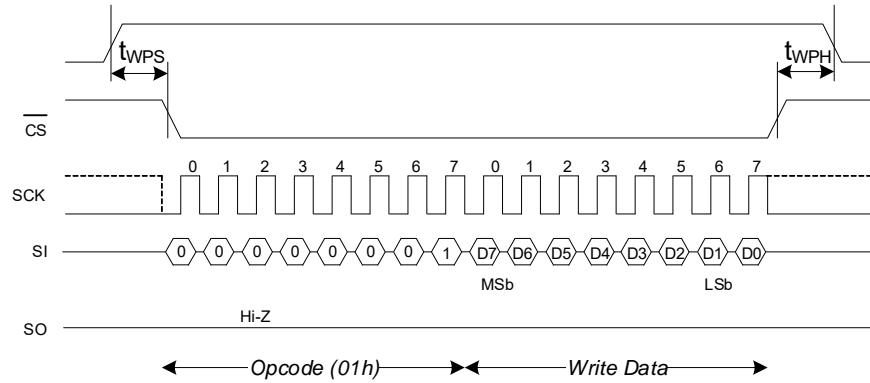 tWPS
tWPH
CS
0 1 2 3 4 5 6 7 0 1 2 3 4 5 6 7
SCK
SI 0 0 0 0 0 0 0 1 D7 D6 D5 D4 D3 D2 D1 D0
MSb LSb
Hi-Z
SO
Opcode (01h) Write Data